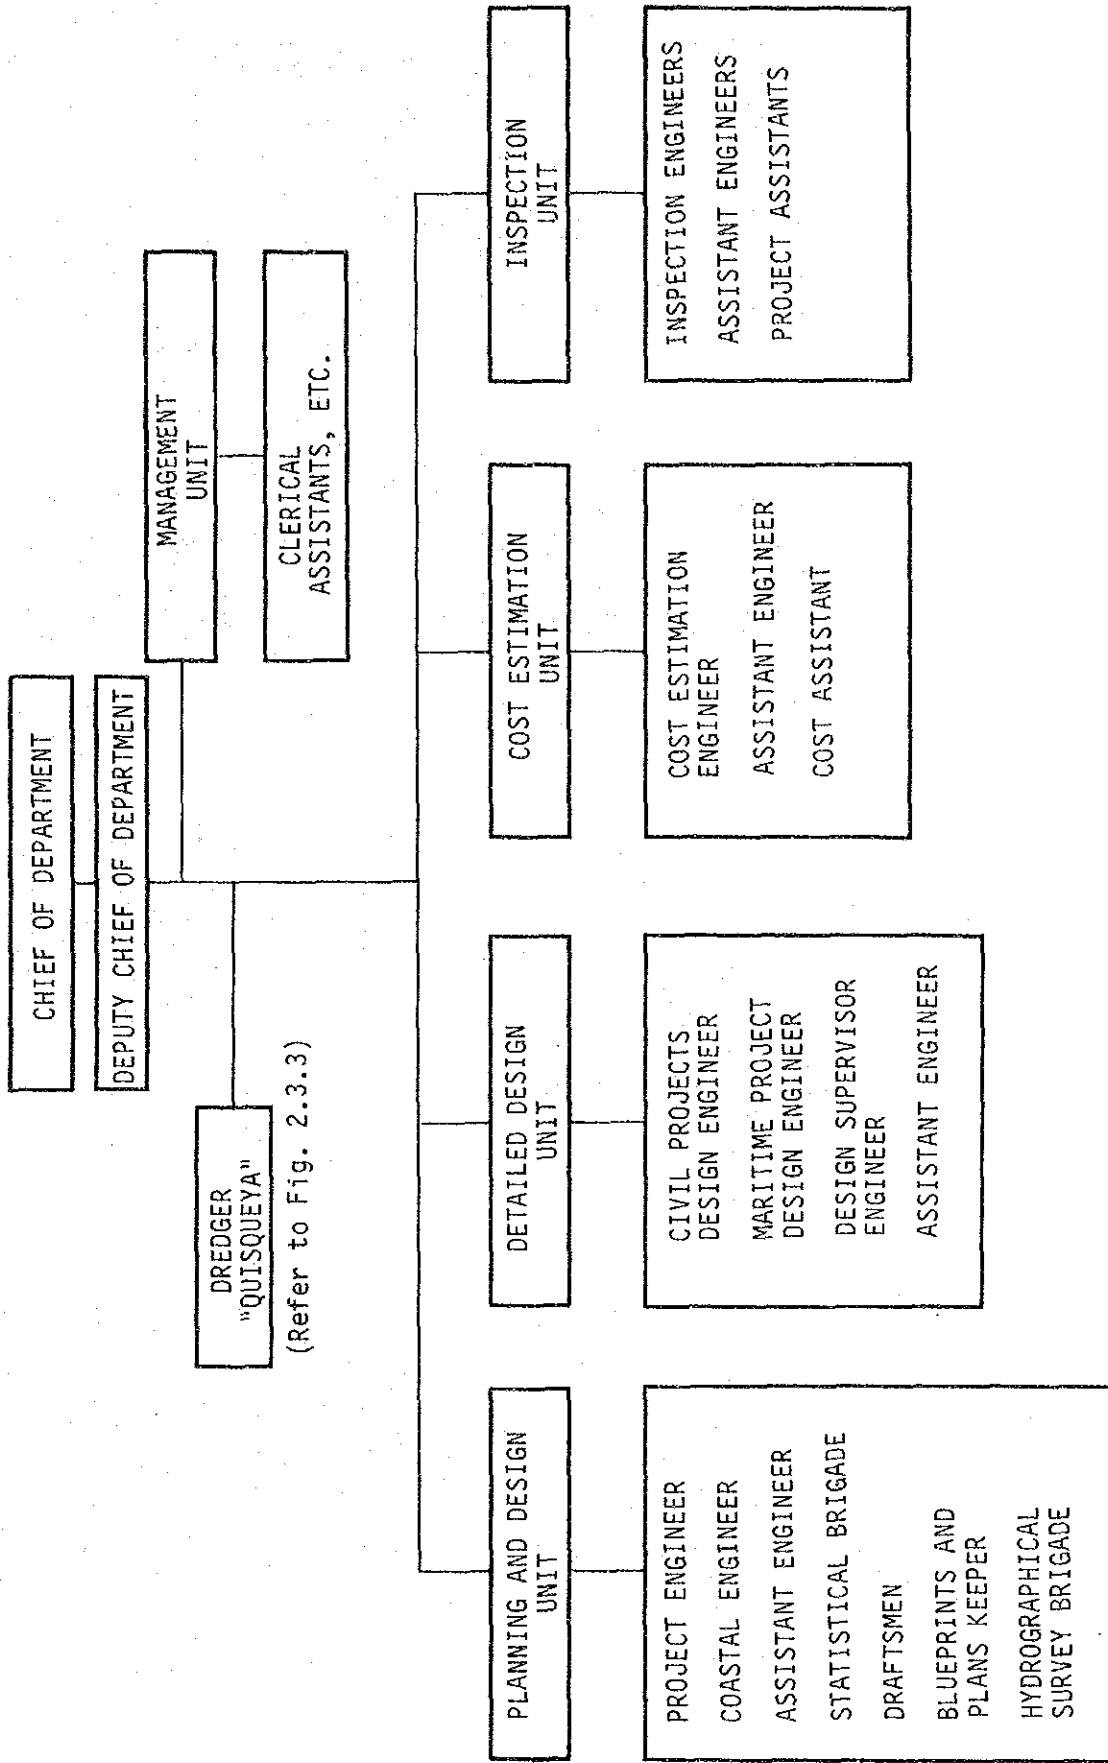 CHIEF OF DEPARTMENT
DEPUTY CHIEF OF DEPARTMENT
MANAGEMENT
UNIT
CLERICAL
ASSISTANTS, ETC.
DREDGER
"QUISQUEYA"
(Refer to Fig. 2.3.3)
PLANNING AND DESIGN
UNIT
PROJECT ENGINEER
COASTAL ENGINEER
ASSISTANT ENGINEER
STATISTICAL BRIGADE
DRAFTSMEN
BLUEPRINTS AND
PLANS KEEPER
HYDROGRAPHICAL
SURVEY BRIGADE
DETAILED DESIGN
UNIT
CIVIL PROJECTS
DESIGN ENGINEER
MARITIME PROJECT
DESIGN ENGINEER
DESIGN SUPERVISOR
ENGINEER
ASSISTANT ENGINEER
COST ESTIMATION
UNIT
COST ESTIMATION
ENGINEER
ASSISTANT ENGINEER
COST ASSISTANT
INSPECTION
UNIT
INSPECTION ENGINEERS
ASSISTANT ENGINEERS
PROJECT ASSISTANTS